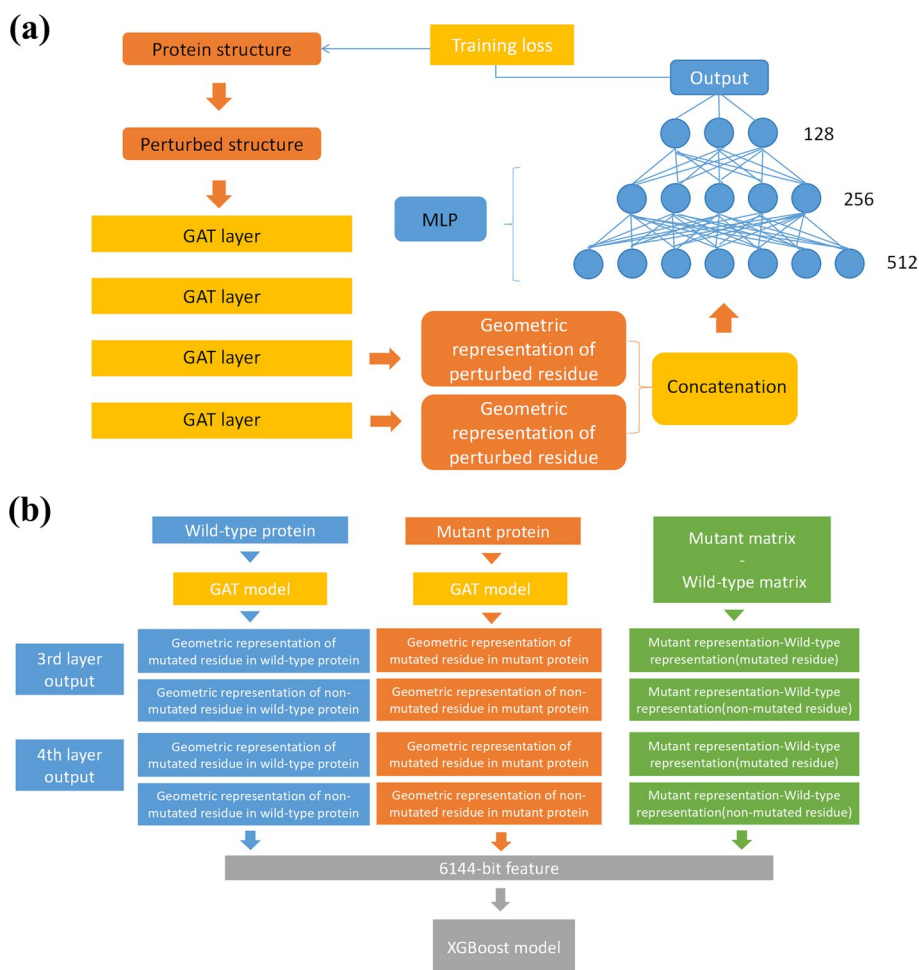 (a)
Protein structure
Training loss
Output
Perturbed structure
128
MLP
256
GAT layer
512
GAT layer
GAT layer
Geometric
representation of
perturbed residue
Concatenation
GAT layer
Geometric
representation of
perturbed residue
(b)
Wild-type protein
Mutant protein
Mutant matrix
-
Wild-type matrix
GAT model
GAT model
3rd layer
output
Geometric representation of
mutated residue in wild-type protein
Geometric representation of
mutated residue in mutant protein
Mutant representation-Wild-type
representation(mutated residue)
Geometric representation of non-
mutated residue in wild-type protein
Geometric representation of non-
mutated residue in mutant protein
Mutant representation-Wild-type
representation(non-mutated residue)
4th layer
output
Geometric representation of
mutated residue in wild-type protein
Geometric representation of
mutated residue in mutant protein
Mutant representation-Wild-type
representation(mutated residue)
Geometric representation of non-
mutated residue in wild-type protein
Geometric representation of non-
mutated residue in mutant protein
Mutant representation-Wild-type
representation(non-mutated residue)
6144-bit feature
XGBoost model